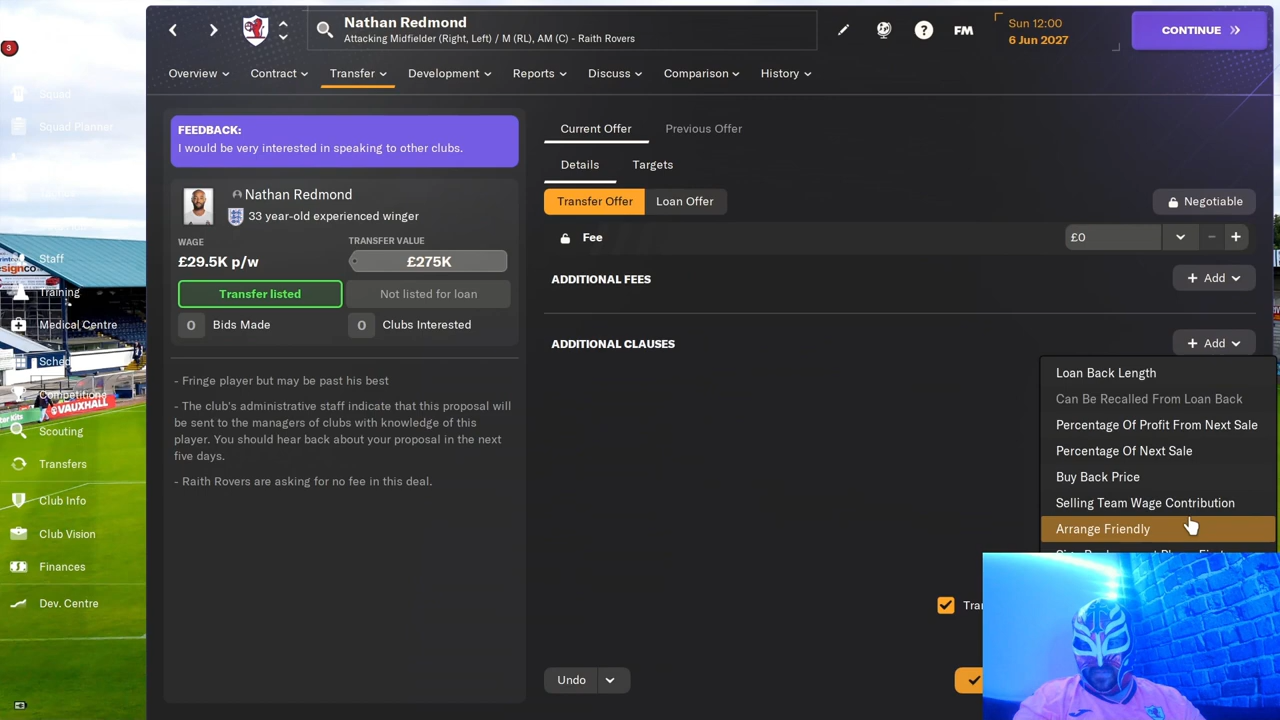 Nathan Redmond
Attacking Midfielder (Right, Left) / M (RL), AM (C) - Raith Rovers
?
FM
Sun 12:00
6 Jun 2027
CONTINUE
3
Overview
Contract
Transfer
Development
Reports
Discuss
Comparison
History
Squad
Squad Planner
Staff
Training
Medical Centre
Sched
Competitions
Scouting
Transfers
Club Info
Club Vision
Finances
Dev. Centre
VAUXHALL
FEEDBACK:
I would be very interested in speaking to other clubs.
Nathan Redmond
33 year-old experienced winger
WAGE
TRANSFER VALUE
£29.5K p/w
£275K
Transfer listed
Not listed for loan
0 Bids Made
0 Clubs Interested
- Fringe player but may be past his best
- The club's administrative staff indicate that this proposal will
be sent to the managers of clubs with knowledge of this
player. You should hear back about your proposal in the next
five days.
- Raith Rovers are asking for no fee in this deal.
Current Offer
Previous Offer
Details
Targets
Transfer Offer
Loan Offer
Negotiable
Fee
£0
ADDITIONAL FEES
+ Add
ADDITIONAL CLAUSES
+ Add
Loan Back Length
Can Be Recalled From Loan Back
Percentage Of Profit From Next Sale
Percentage Of Next Sale
Buy Back Price
Selling Team Wage Contribution
Arrange Friendly
Undo